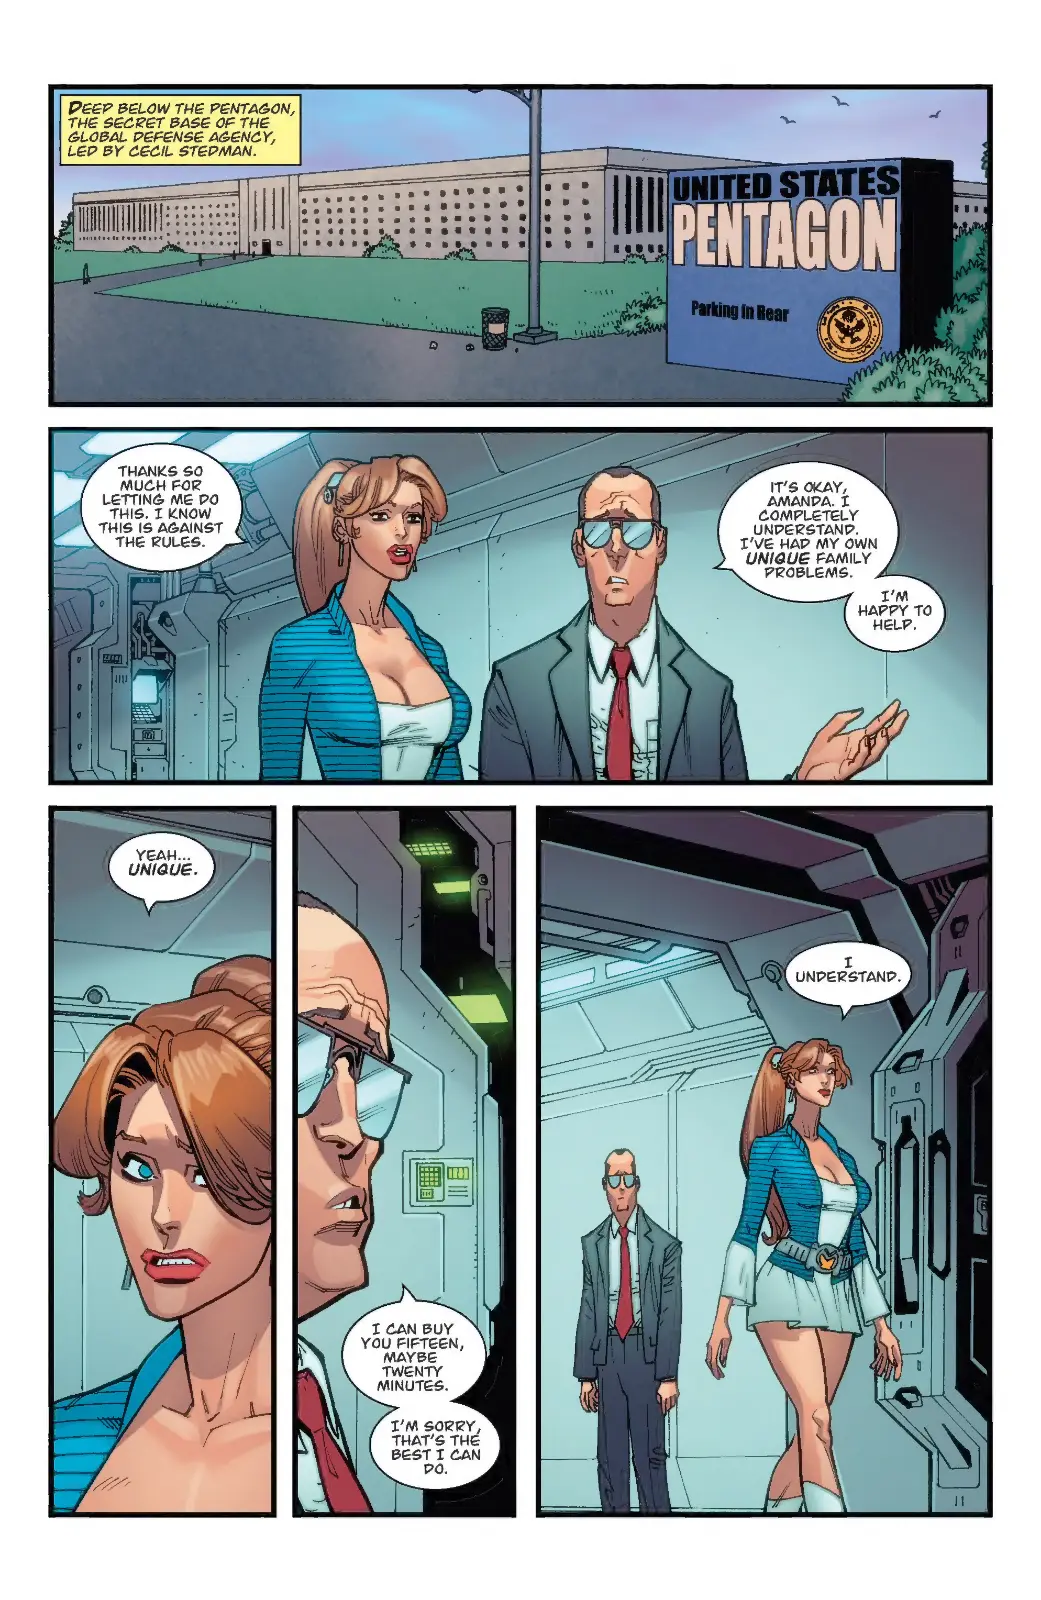 DEEP BELOW THE PENTAGON,
THE SECRET BASE OF THE
GLOBAL DEFENSE AGENCY,
LED BY CECIL STEDMAN.
UNITED STATES
PENTAGON
Parking In Rear
THANKS SO
MUCH FOR
LETTING ME DO
THIS. I KNOW
THIS IS AGAINST
THE RULES.
IT'S OKAY,
AMANDA. I
COMPLETELY
UNDERSTAND.
I'VE HAD MY OWN
UNIQUE FAMILY
PROBLEMS.
I'M
HAPPY TO
HELP.
YEAH...
UNIQUE.
I CAN BUY
YOU FIFTEEN,
MAYBE
TWENTY
MINUTES.
I'M SORRY,
THAT'S THE
BEST I CAN
DO.
I
UNDERSTAND.